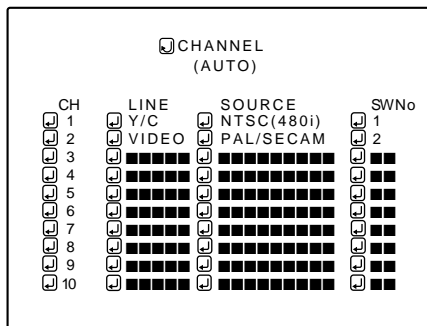 CHANNEL
(AUTO)
CH LINE SOURCE SWNo
1 Y/C NTSC(480i) 1
2 VIDEO PAL/SECAM 2
3
4
5
6
7
8
9
10